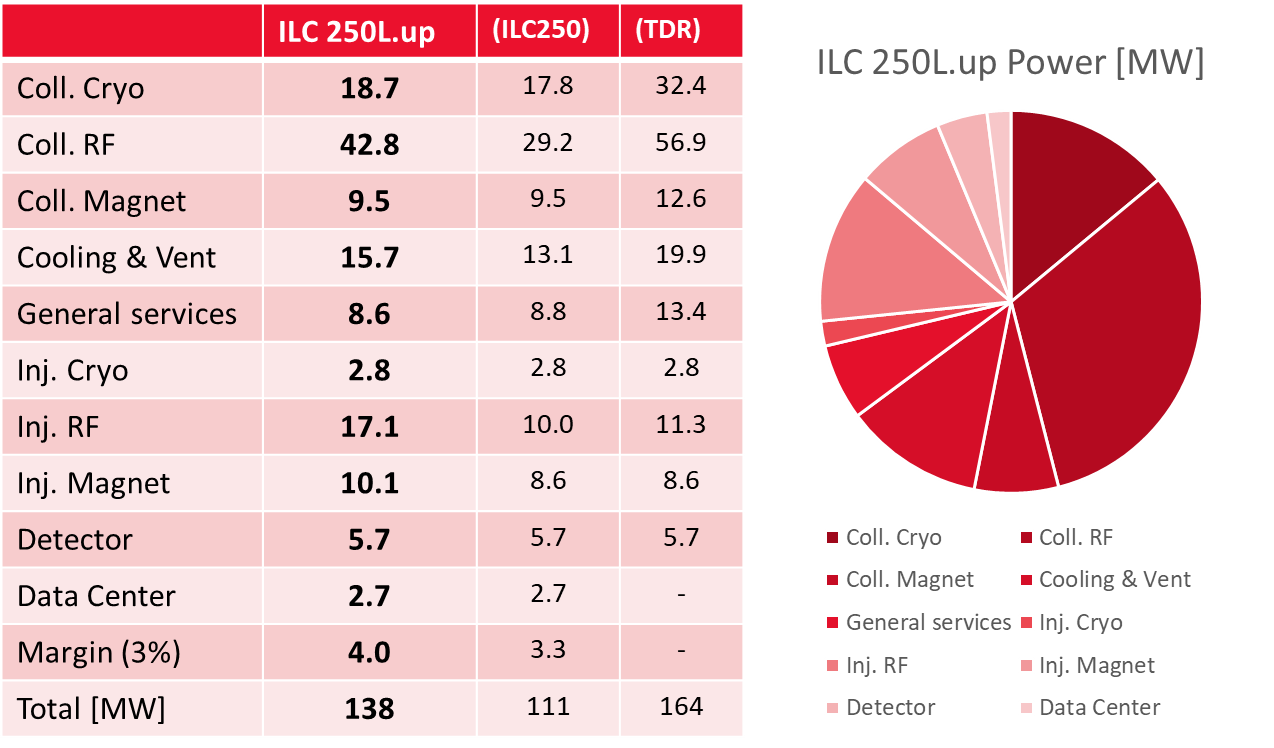 ILC 250L.up (ILC250) (TDR)
Coll. Cryo 18.7 17.8 32.4
Coll. RF 42.8 29.2 56.9
Coll. Magnet 9.5 9.5 12.6
Cooling & Vent 15.7 13.1 19.9
General services 8.6 8.8 13.4
Inj. Cryo 2.8 2.8 2.8
Inj. RF 17.1 10.0 11.3
Inj. Magnet 10.1 8.6 8.6
Detector 5.7 5.7 5.7
Data Center 2.7 2.7 -
Margin (3%) 4.0 3.3 -
Total [MW] 138 111 164
ILC 250L.up Power [MW]
Coll. Cryo Coll. RF
Coll. Magnet Cooling & Vent
General services Inj. Cryo
Inj. RF Inj. Magnet
Detector Data Center